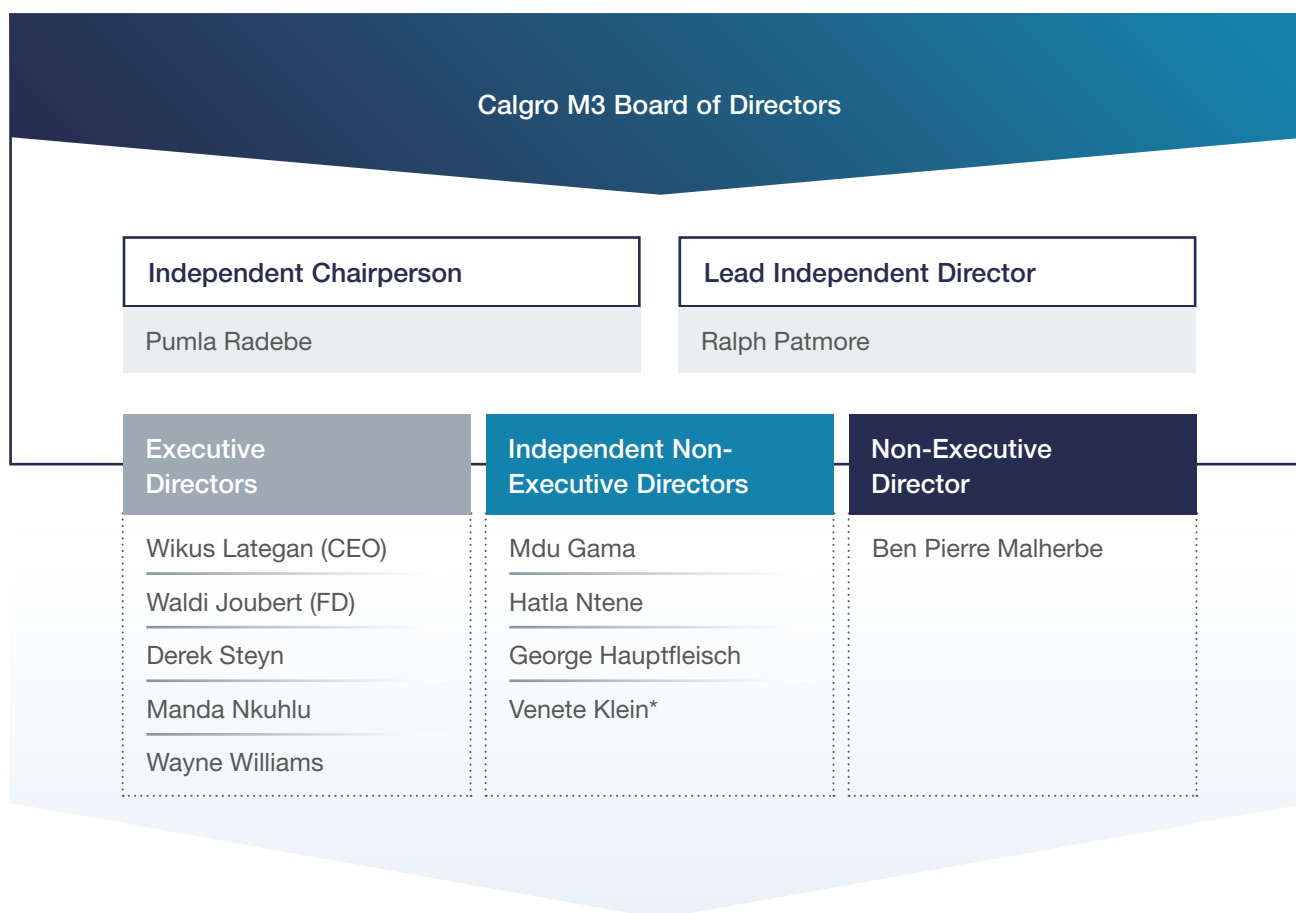 Calgro M3 Board of Directors
Independent Chairperson
Pumla Radebe
Lead Independent Director
Ralph Patmore
Executive
Directors
Wikus Lategan (CEO)
Waldi Joubert (FD)
Derek Steyn
Manda Nkuhlu
Wayne Williams
Independent Non-
Executive Directors
Mdu Gama
Hatla Ntene
George Hauptfleisch
Venete Klein*
Non-Executive
Director
Ben Pierre Malherbe